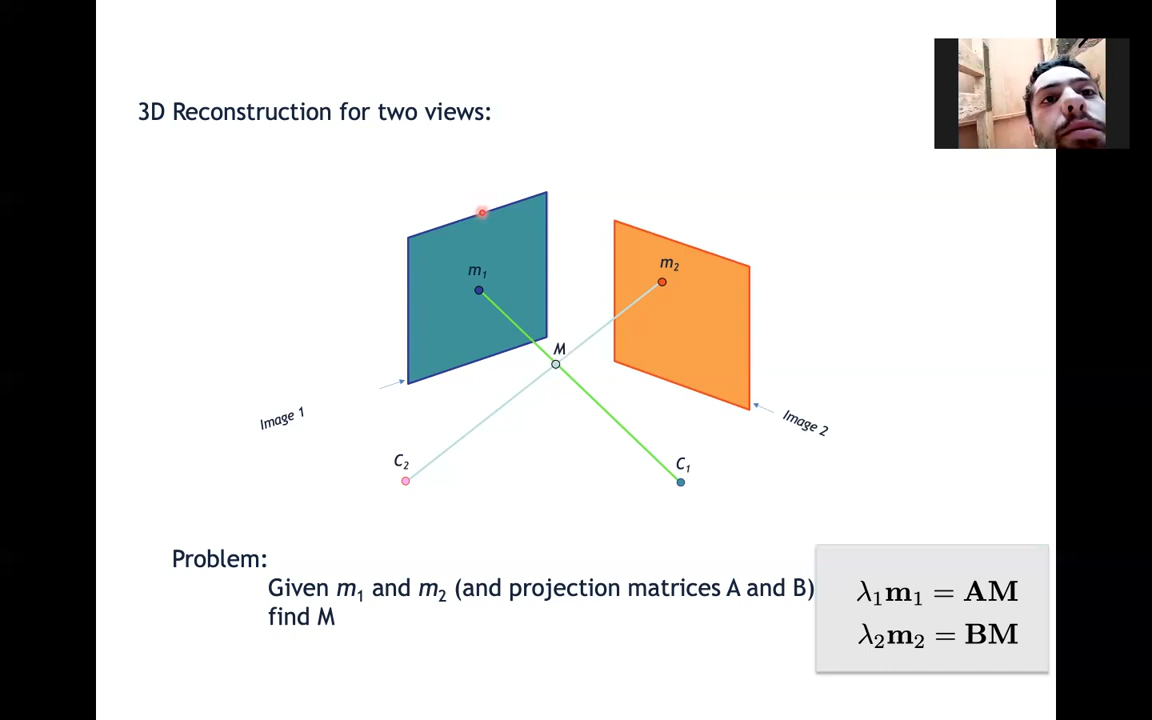 3D Reconstruction for two views:
m₁
m₂
M
Image 1
Image 2
C₂
C₁
Problem:
Given m₁ and m₂ (and projection matrices A and B)
find M
λ₁m₁ = AM
λ₂m₂ = BM